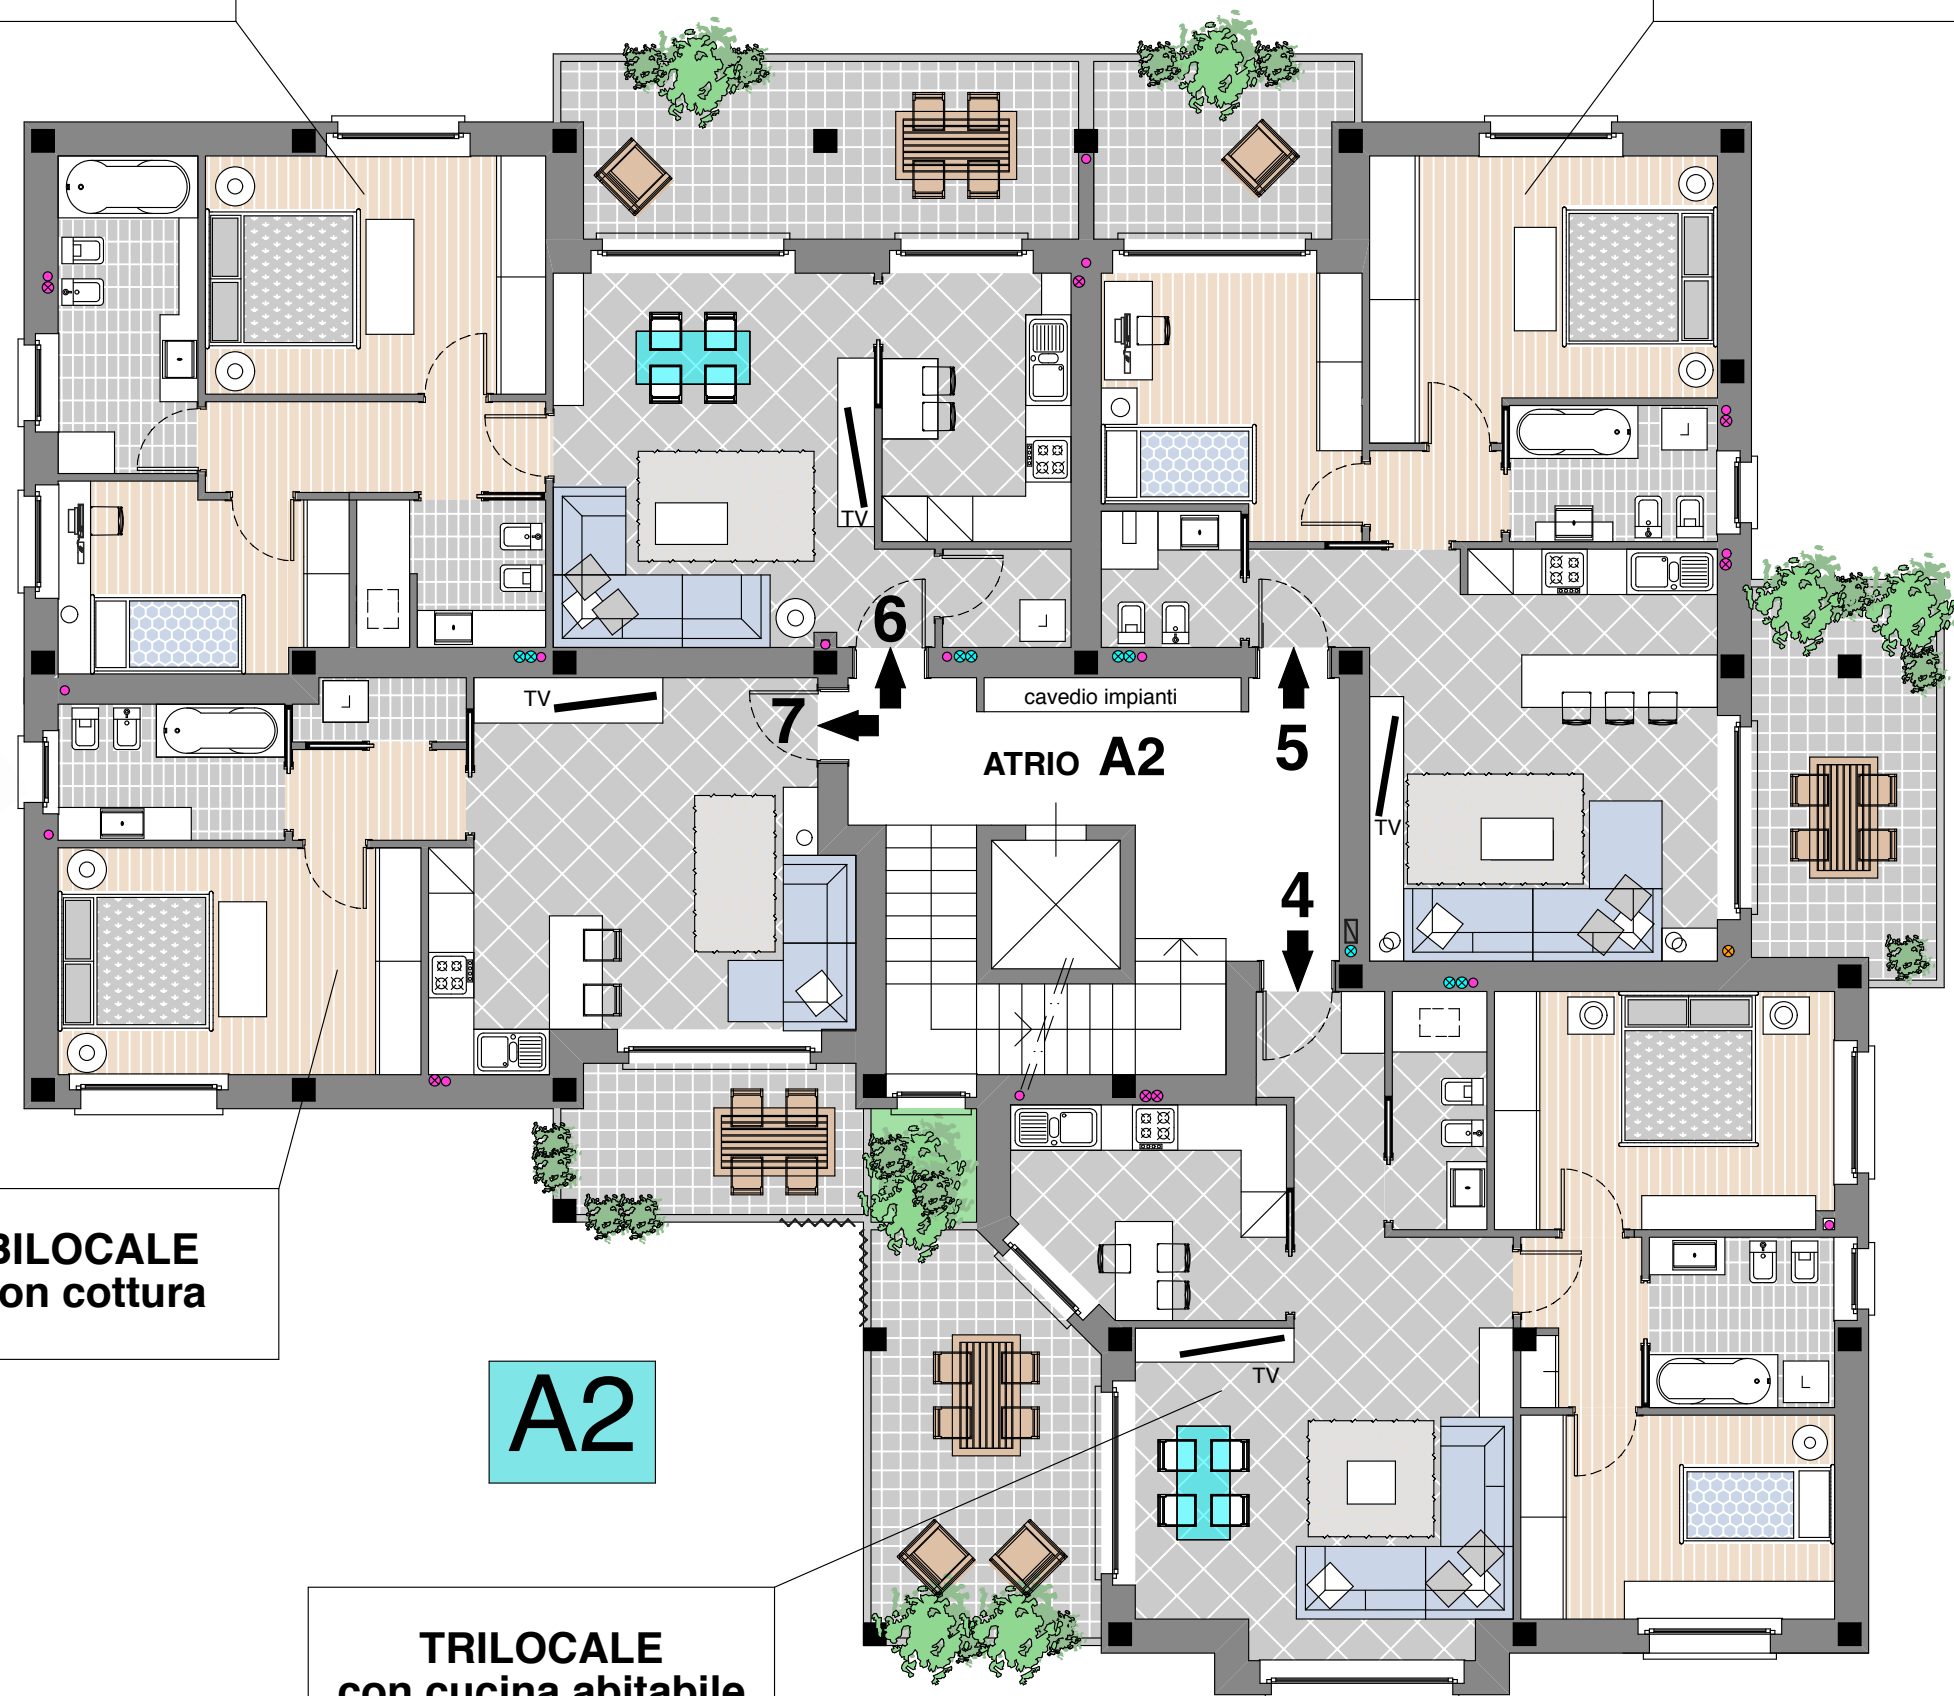 TV
6
7
TV
cavedio impianti
5
ATRIO A2
TV
4
BILOCALE
on cottura
TV
A2
TRILOCALE
con cucina abitabile